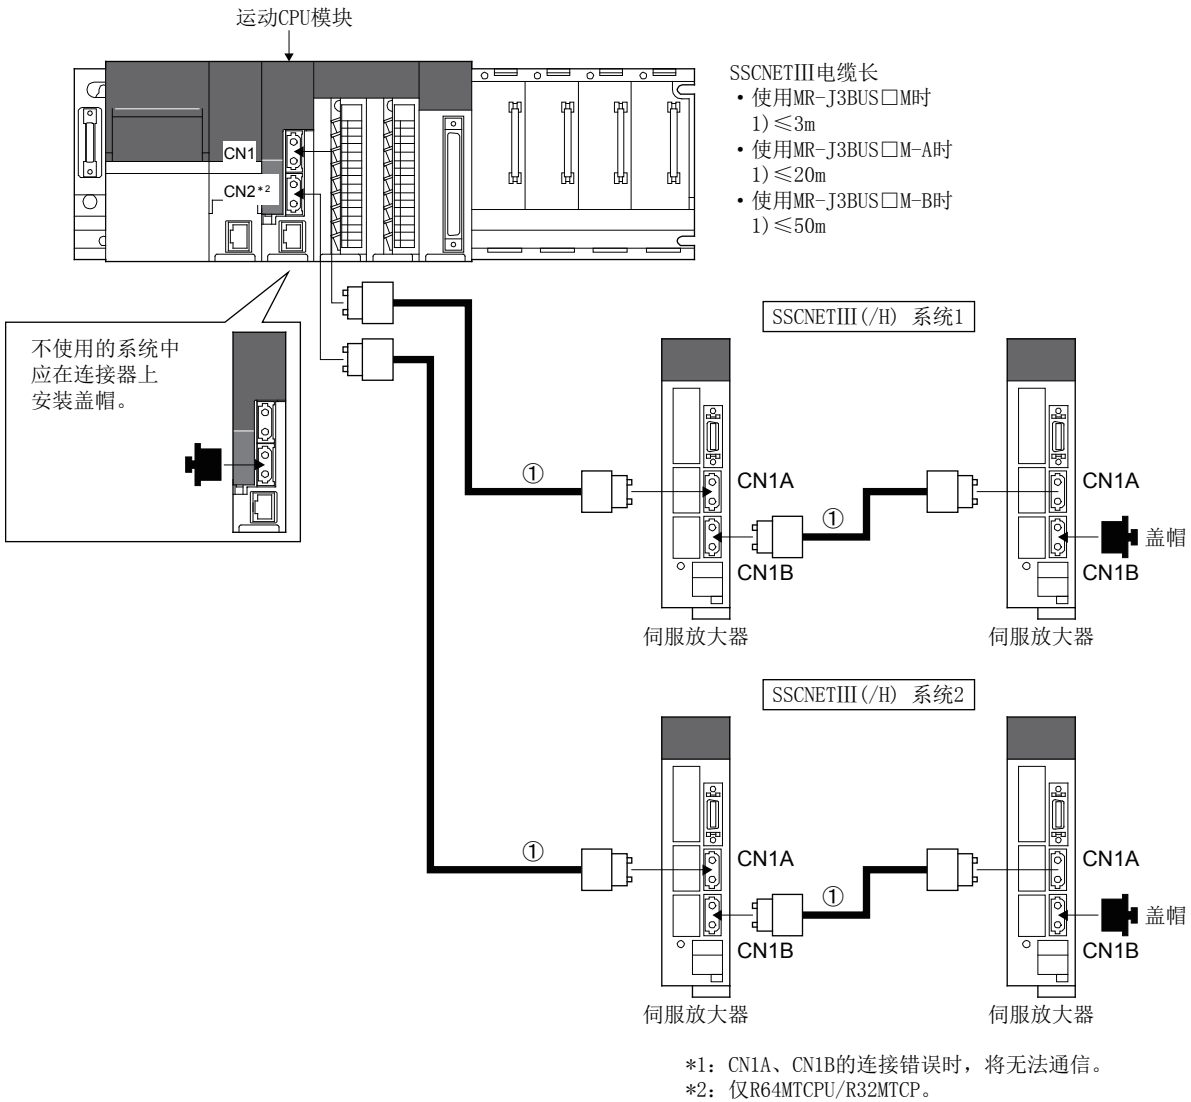 运动CPU模块
SSCNETⅢ电缆长
・使用MR-J3BUS□M时
1)≤3m
・使用MR-J3BUS□M-A时
1)≤20m
・使用MR-J3BUS□M-B时
1)≤50m
CN1
CN2*2
SSCNETⅢ(/H) 系统1
不使用的系统中
应在连接器上
安装盖帽。
①
CN1A
CN1B
①
CN1A
CN1B
盖帽
伺服放大器
伺服放大器
SSCNETⅢ(/H) 系统2
①
CN1A
CN1B
①
CN1A
CN1B
盖帽
伺服放大器
伺服放大器
*1: CN1A、CN1B的连接错误时，将无法通信。
*2: 仅R64MTCPU/R32MTCP。